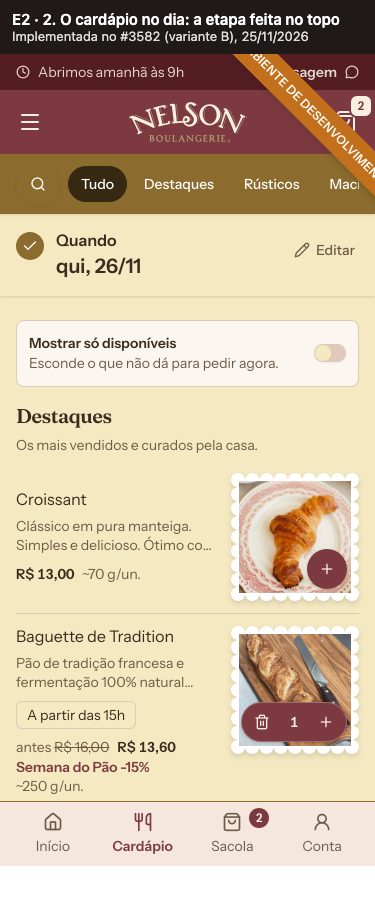 E2 · 2. O cardápio no dia: a etapa feita no topo
Implementada no #3582 (variante B), 25/11/2026
Abrimos amanhã às 9h
sagem
BIENTE DE DESENVOLVIMEN
2
NELSON
BOULANGERIE.
Tudo
Destaques
Rústicos
Maci
Quando
qui, 26/11
Editar
Mostrar só disponíveis
Esconde o que não dá para pedir agora.
Destaques
Os mais vendidos e curados pela casa.
Croissant
Clássico em pura manteiga.
Simples e delicioso. Ótimo co...
R$ 13,00 ~70 g/un.
Baguette de Tradition
Pão de tradição francesa e
fermentação 100% natural...
A partir das 15h
1
antes R$ 16,00 R$ 13,60
Semana do Pão -15%
~250 g/un.
Início
Cardápio
Sacola
2
Conta